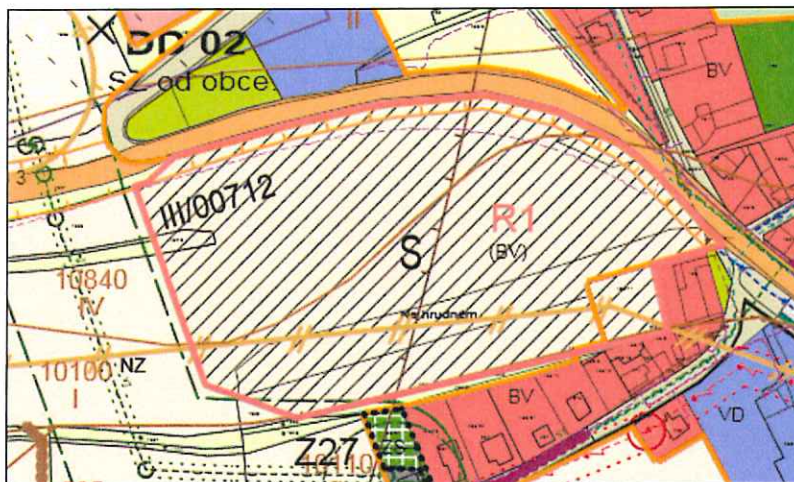 DD 02
II
SZ od obce
BV
3
III/00712
R1
S
(BV)
10840
IV
10100
NZ
I
BV
VD
Z27
10110